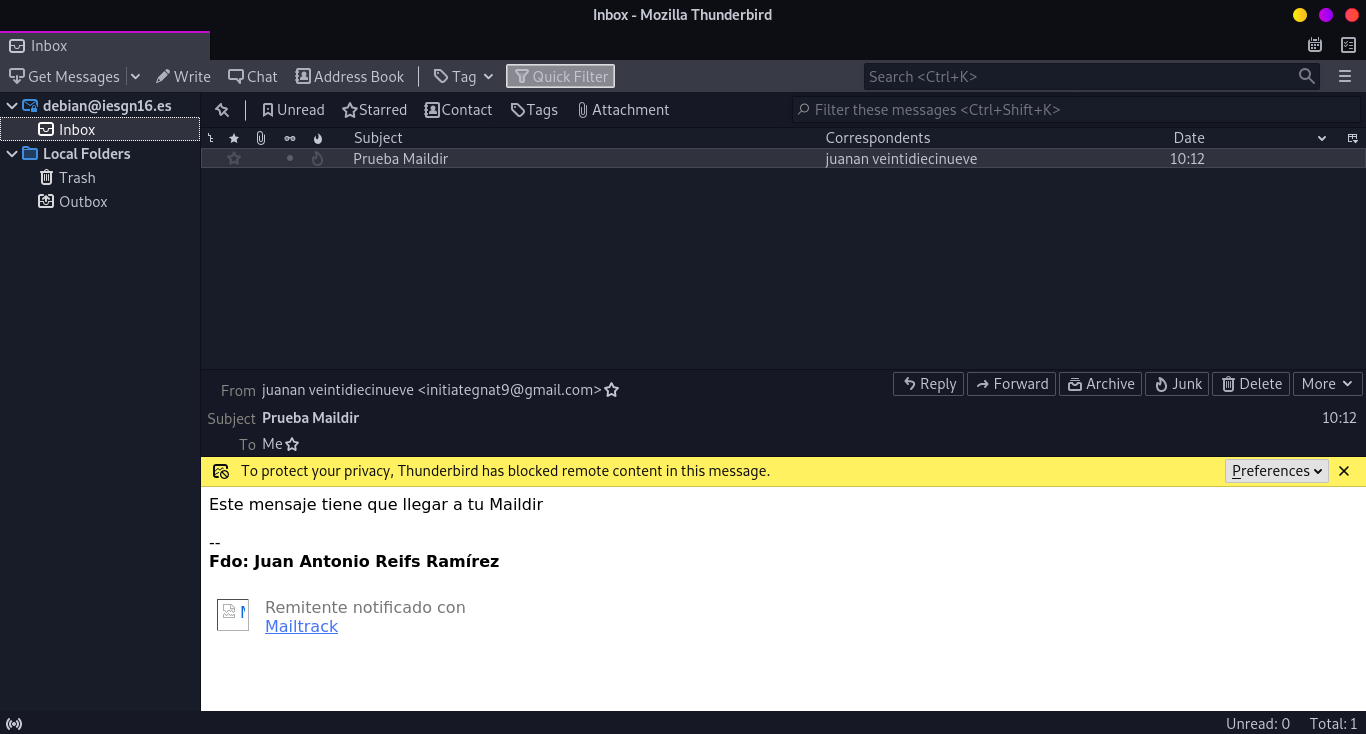 Inbox - Mozilla Thunderbird
Inbox
Get Messages Write Chat Address Book Tag Quick Filter Search <Ctrl+K>
debian@iesgn16.es
Inbox
Local Folders
Trash
Outbox
Unread Starred Contact Tags Attachment Filter these messages <Ctrl+Shift+K>
Subject Correspondents Date
Prueba Maildir juanan veintidiecinueve 10:12
From juanan veintidiecinueve <initiategnat9@gmail.com> Reply Forward Archive Junk Delete More
Subject Prueba Maildir 10:12
To Me
To protect your privacy, Thunderbird has blocked remote content in this message. Preferences
Este mensaje tiene que llegar a tu Maildir
--
Fdo: Juan Antonio Reifs Ramírez
Remitente notificado con
Mailtrack
Unread: 0 Total: 1